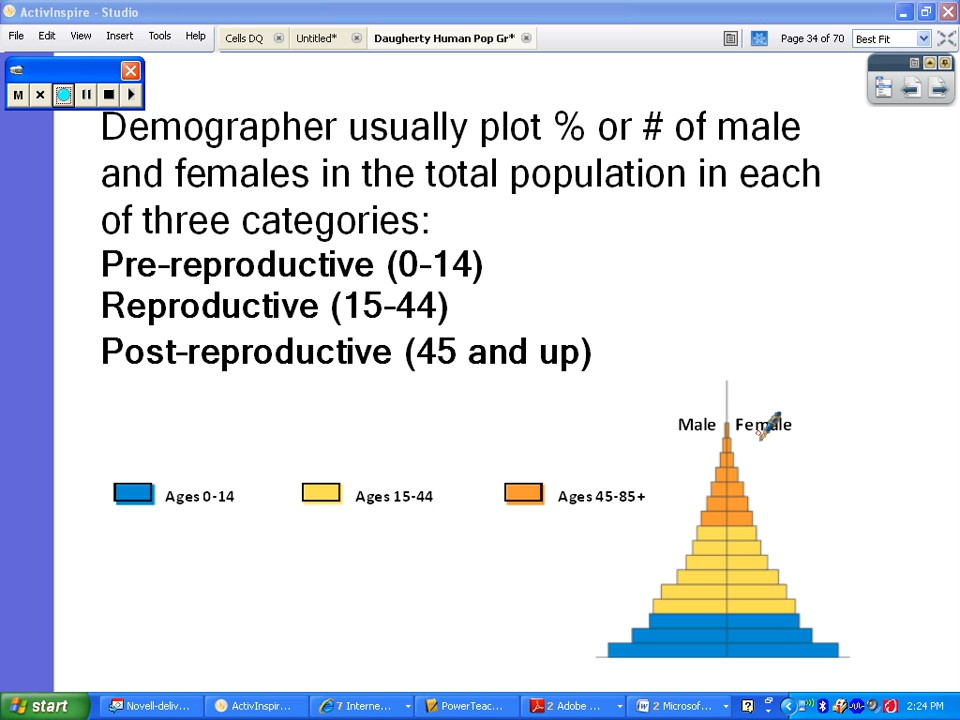 ActivInspire - Studio
File Edit View Insert Tools Help
Cells DQ
Untitled*
Daugherty Human Pop Gr*
Page 34 of 70
Best Fit
M
Demographer usually plot % or # of male
and females in the total population in each
of three categories:
Pre-reproductive (0-14)
Reproductive (15-44)
Post-reproductive (45 and up)
Male Female
Ages 0-14
Ages 15-44
Ages 45-85+
start
Novell-deliv...
ActivInspir...
7 Interne...
PowerTeac...
2 Adobe ...
2 Microsof...
2:24 PM